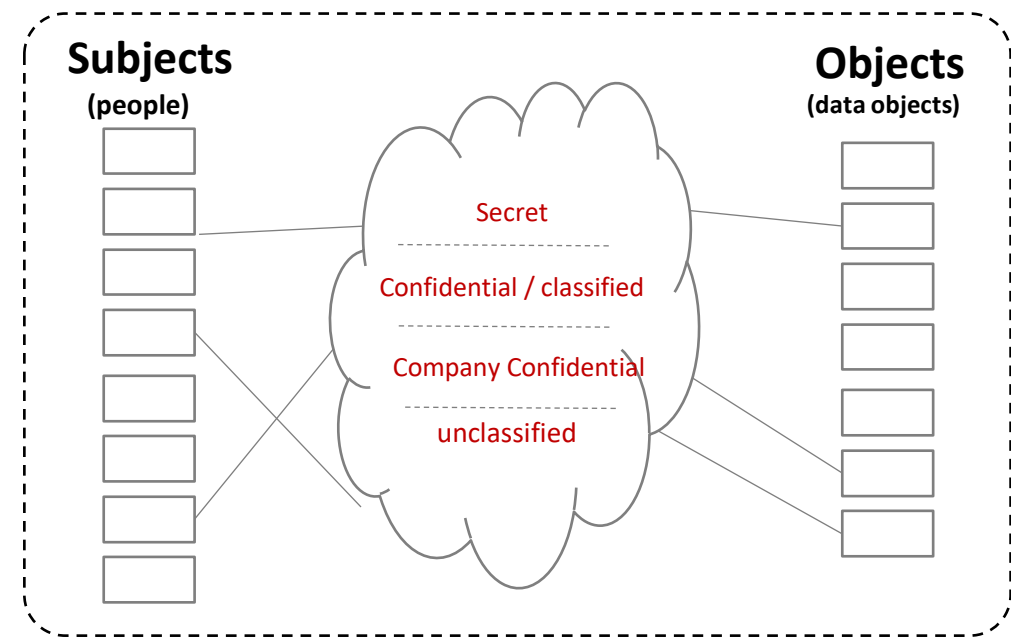 Subjects
(people)
Objects
(data objects)
Secret
Confidential / classified
Company Confidential
unclassified